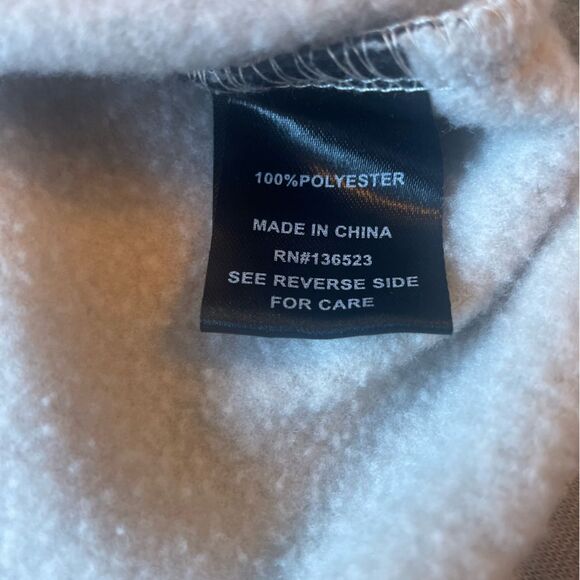 100%POLYESTER
MADE IN CHINA
RN#136523
SEE REVERSE SIDE
FOR CARE